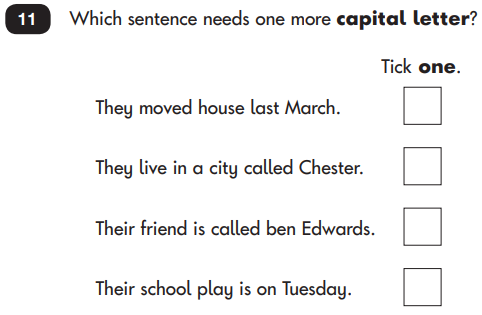 11 Which sentence needs one more capital letter?
Tick one.
They moved house last March.
They live in a city called Chester.
Their friend is called ben Edwards.
Their school play is on Tuesday.